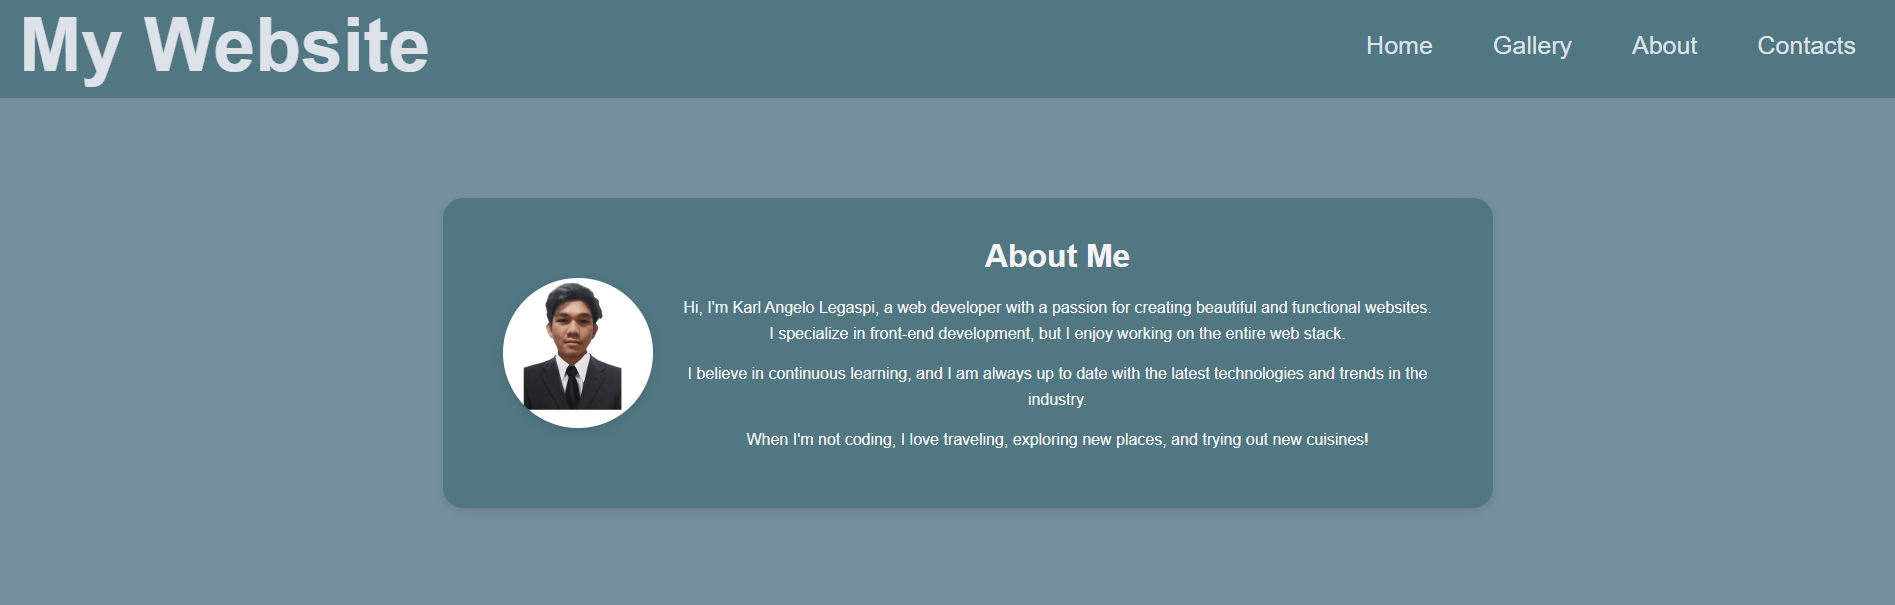 My Website
Home
Gallery
About
Contacts
About Me
Hi, I'm Karl Angelo Legaspi, a web developer with a passion for creating beautiful and functional websites.
I specialize in front-end development, but I enjoy working on the entire web stack.
I believe in continuous learning, and I am always up to date with the latest technologies and trends in the
industry.
When I'm not coding, I love traveling, exploring new places, and trying out new cuisines!